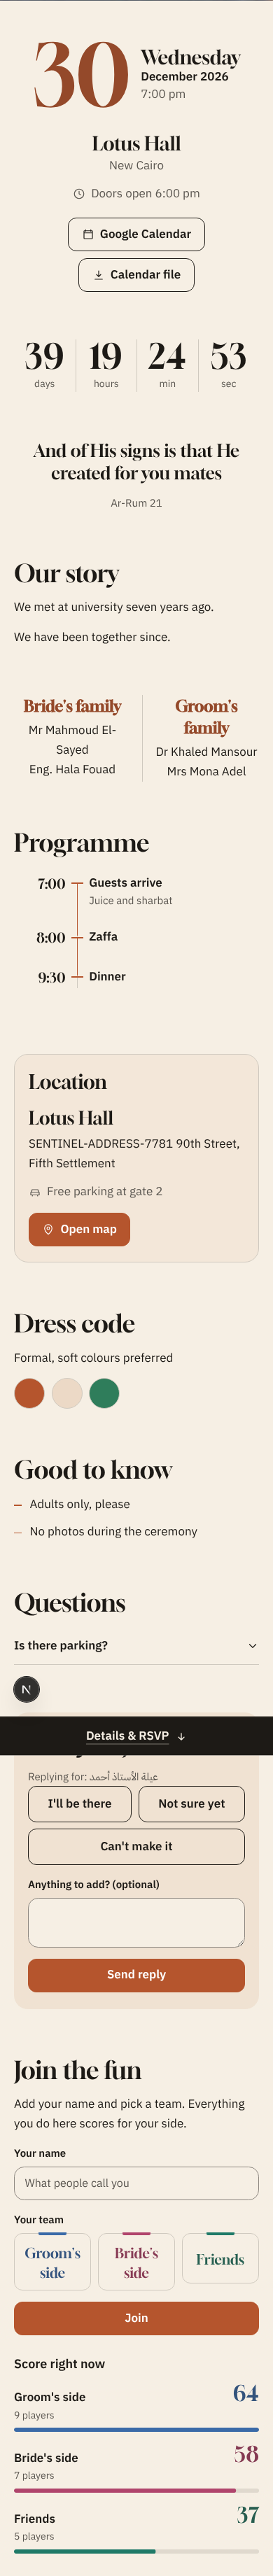 30
Wednesday
December 2026
7:00 pm
Lotus Hall
New Cairo
Doors open 6:00 pm
Google Calendar
Calendar file
39 19 24 53
days hours min sec
And of His signs is that He
created for you mates
Ar-Rum 21
Our story
We met at university seven years ago.
We have been together since.
Bride's family
Mr Mahmoud El-
Sayed
Eng. Hala Fouad
Groom's
family
Dr Khaled Mansour
Mrs Mona Adel
Programme
7:00 Guests arrive
Juice and sharbat
8:00 Zaffa
9:30 Dinner
Location
Lotus Hall
SENTINEL-ADDRESS-7781 90th Street,
Fifth Settlement
Free parking at gate 2
Open map
Dress code
Formal, soft colours preferred
Good to know
Adults only, please
No photos during the ceremony
Questions
Is there parking?
N
Details & RSVP
Replying for: عيلة الأستاذ أحمد
I'll be there Not sure yet
Can't make it
Anything to add? (optional)
Send reply
Join the fun
Add your name and pick a team. Everything
you do here scores for your side.
Your name
What people call you
Your team
Groom's
side
Bride's
side
Friends
Join
Score right now
Groom's side 64
9 players
Bride's side 58
7 players
Friends 37
5 players